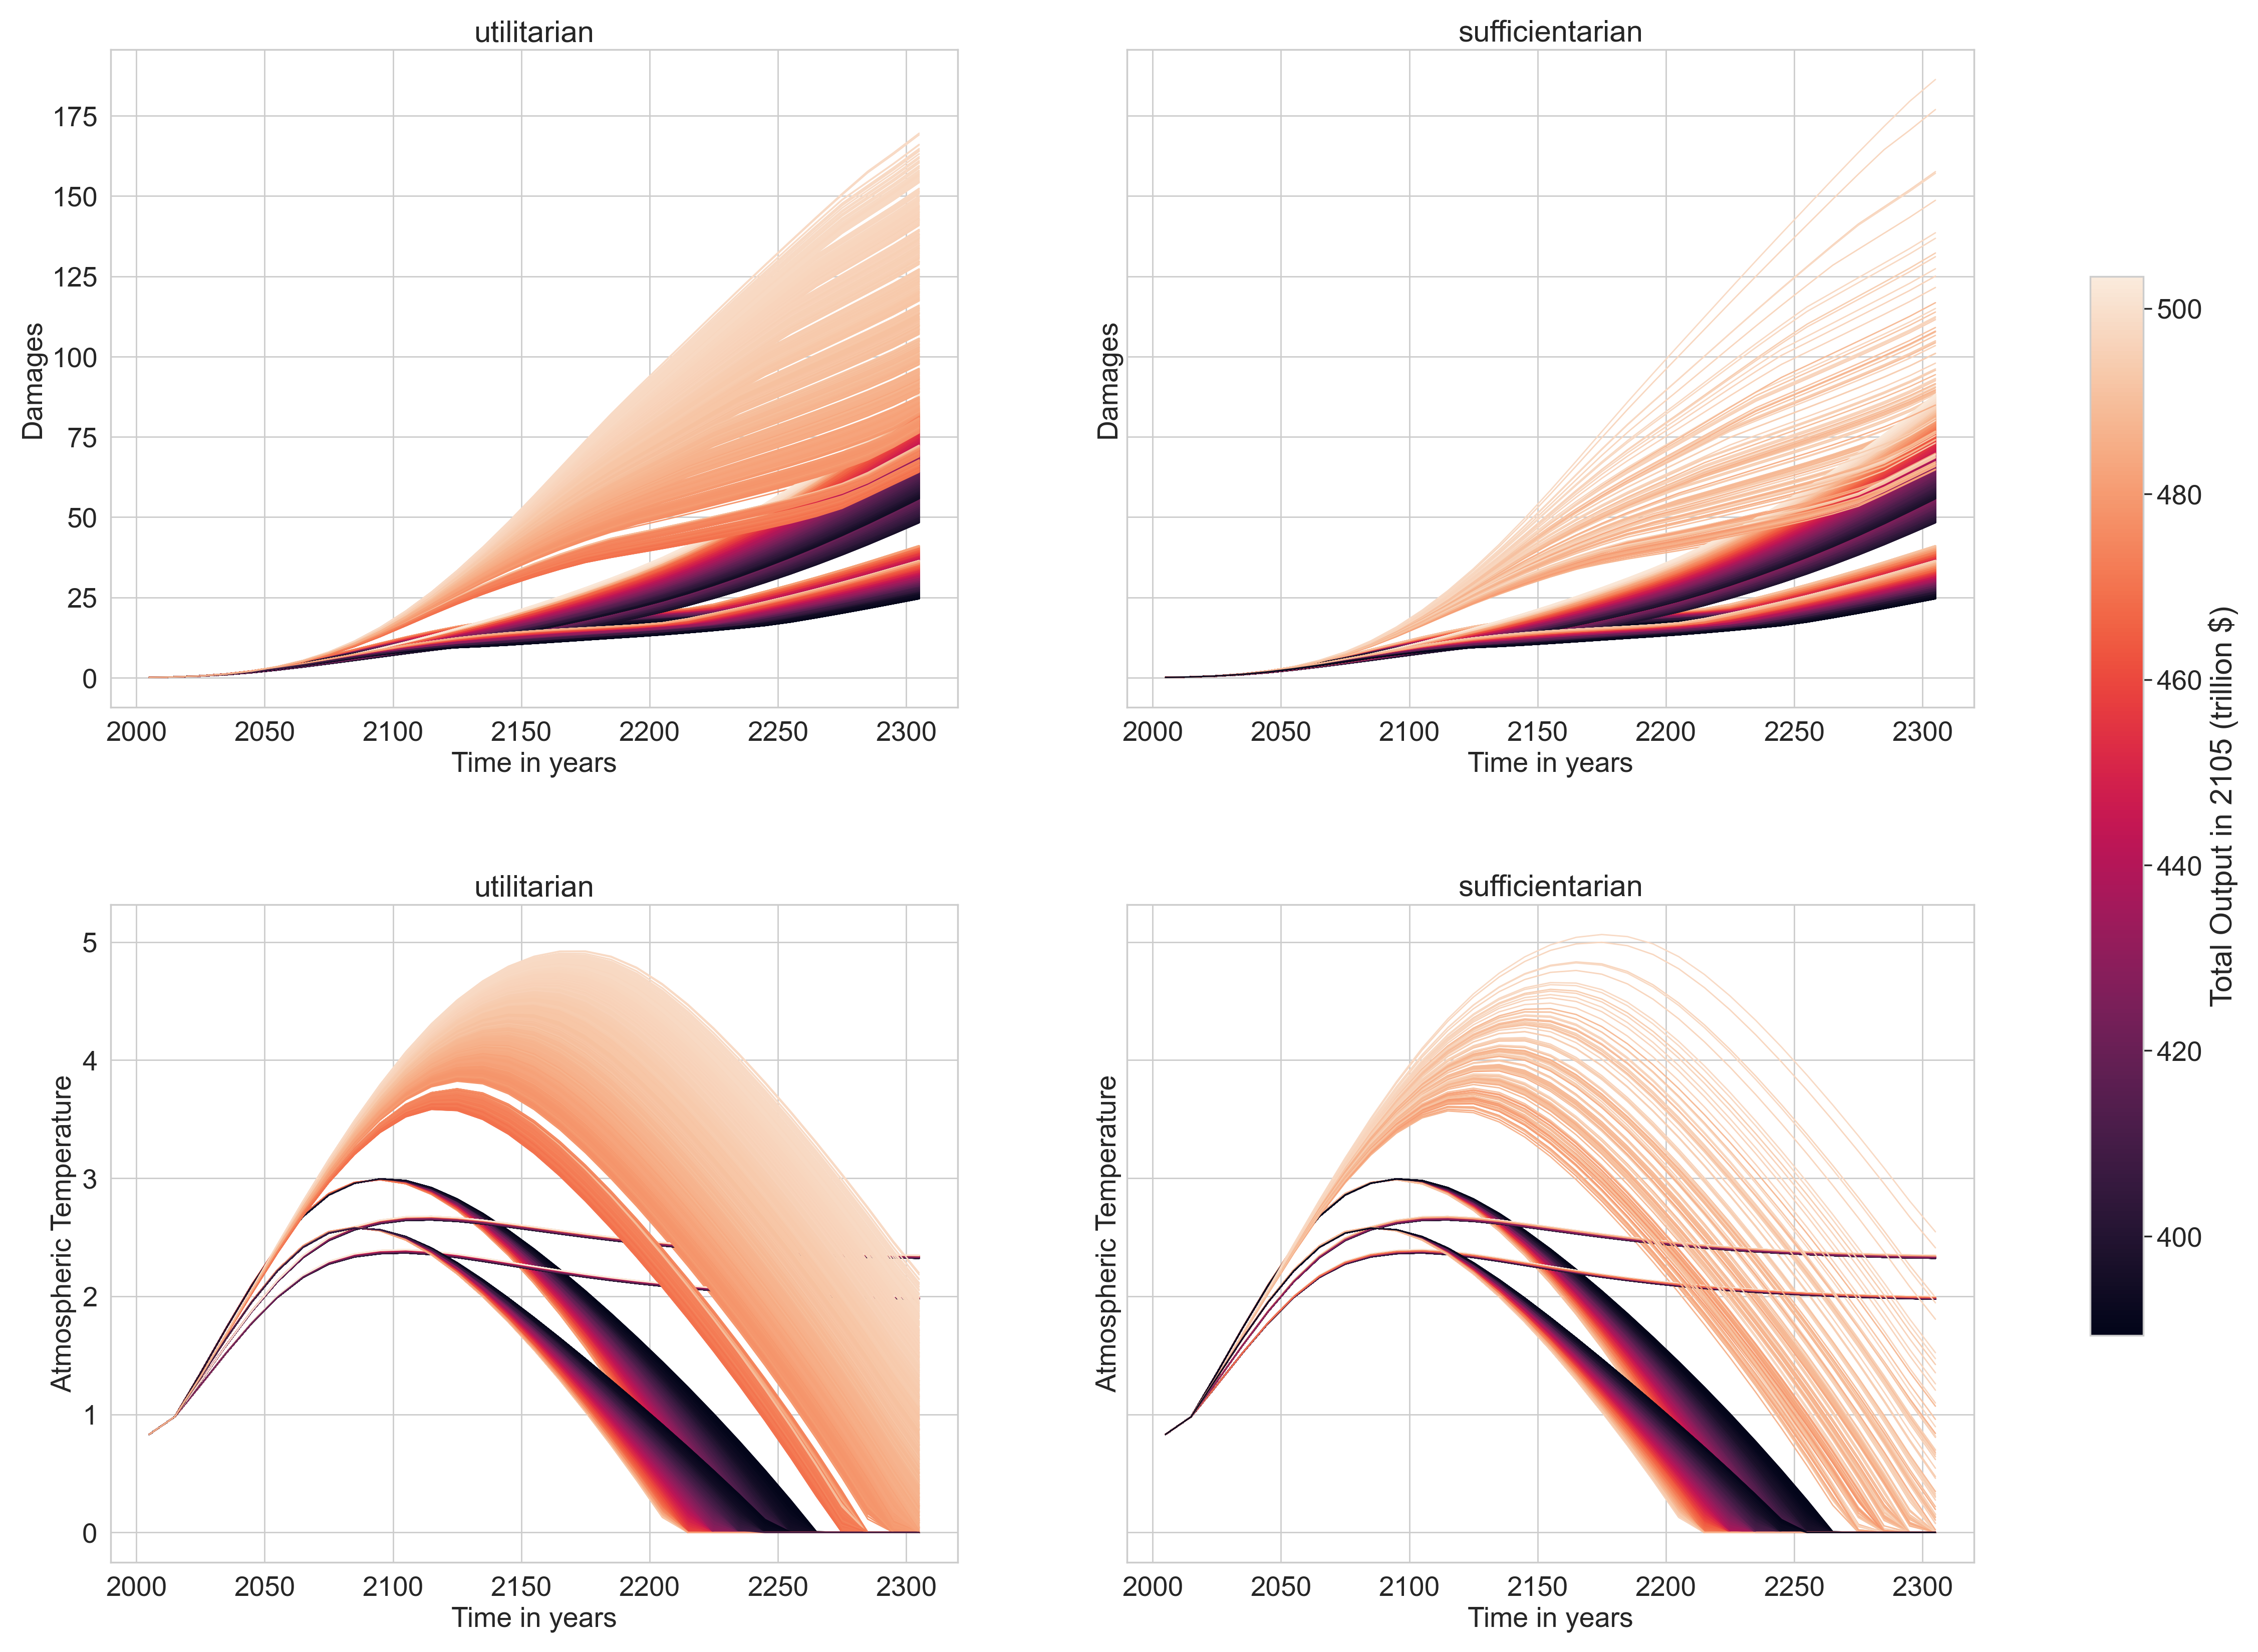 utilitarian
sufficientarian
175
150
125
100
75
50
25
0
Damages
2000 2050 2100 2150 2200 2250 2300
Time in years
Damages
2000 2050 2100 2150 2200 2250 2300
Time in years
500
480
460
440
420
400
Total Output in 2105 (trillion $)
utilitarian
sufficientarian
5
4
3
2
1
0
Atmospheric Temperature
2000 2050 2100 2150 2200 2250 2300
Time in years
Atmospheric Temperature
2000 2050 2100 2150 2200 2250 2300
Time in years